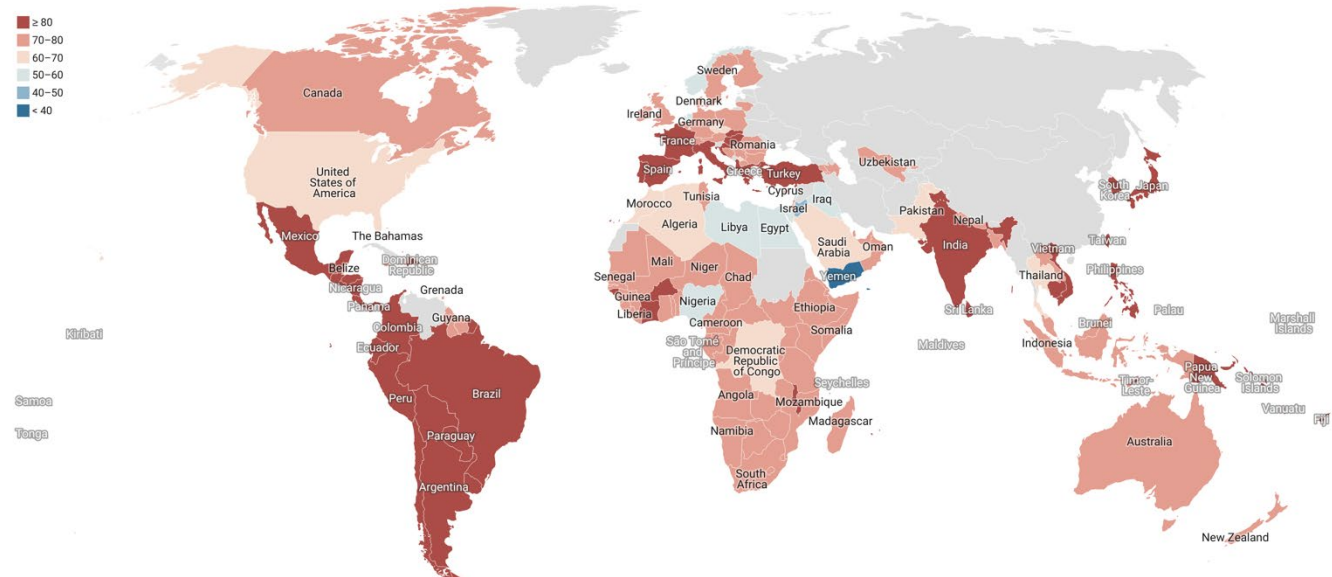 ≥ 80
70–80
60–70
50–60
40–50
< 40
Canada
United
States of
America
Mexico
The Bahamas
Belize
Dominican
Republic
Nicaragua
Grenada
Panama
Guyana
Colombia
Ecuador
Peru
Brazil
Paraguay
Argentina
Kiribati
Samoa
Tonga
Sweden
Denmark
Ireland
Germany
France
Romania
Spain
Greece
Turkey
Cyprus
Israel
Iraq
Uzbekistan
Morocco
Tunisia
Algeria
Libya
Egypt
Saudi
Arabia
Oman
Yemen
Mali
Niger
Chad
Senegal
Guinea
Liberia
Nigeria
Cameroon
Ethiopia
Somalia
São Tomé
and
Príncipe
Democratic
Republic
of Congo
Seychelles
Angola
Mozambique
Madagascar
Namibia
South
Africa
Pakistan
Nepal
India
Sri Lanka
Maldives
South
Korea
Japan
Taiwan
Vietnam
Thailand
Philippines
Palau
Brunei
Indonesia
Marshall
Islands
Timor-
Leste
Papua
New
Guinea
Solomon
Islands
Vanuatu
Fiji
Australia
New Zealand